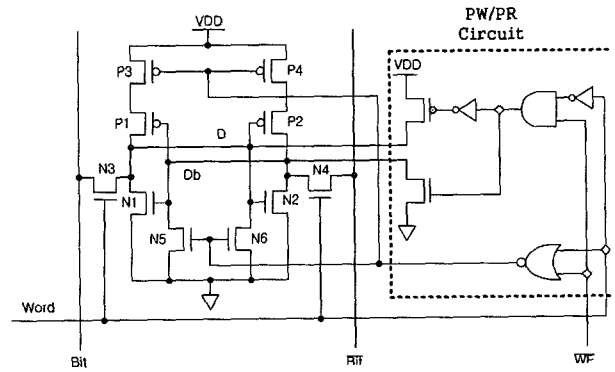 PW/PR
Circuit
VDD
VDD
P3
P4
P1
P2
D
N3
Db
N4
N1
N2
N5
N6
Word
Bit
Bit
WE